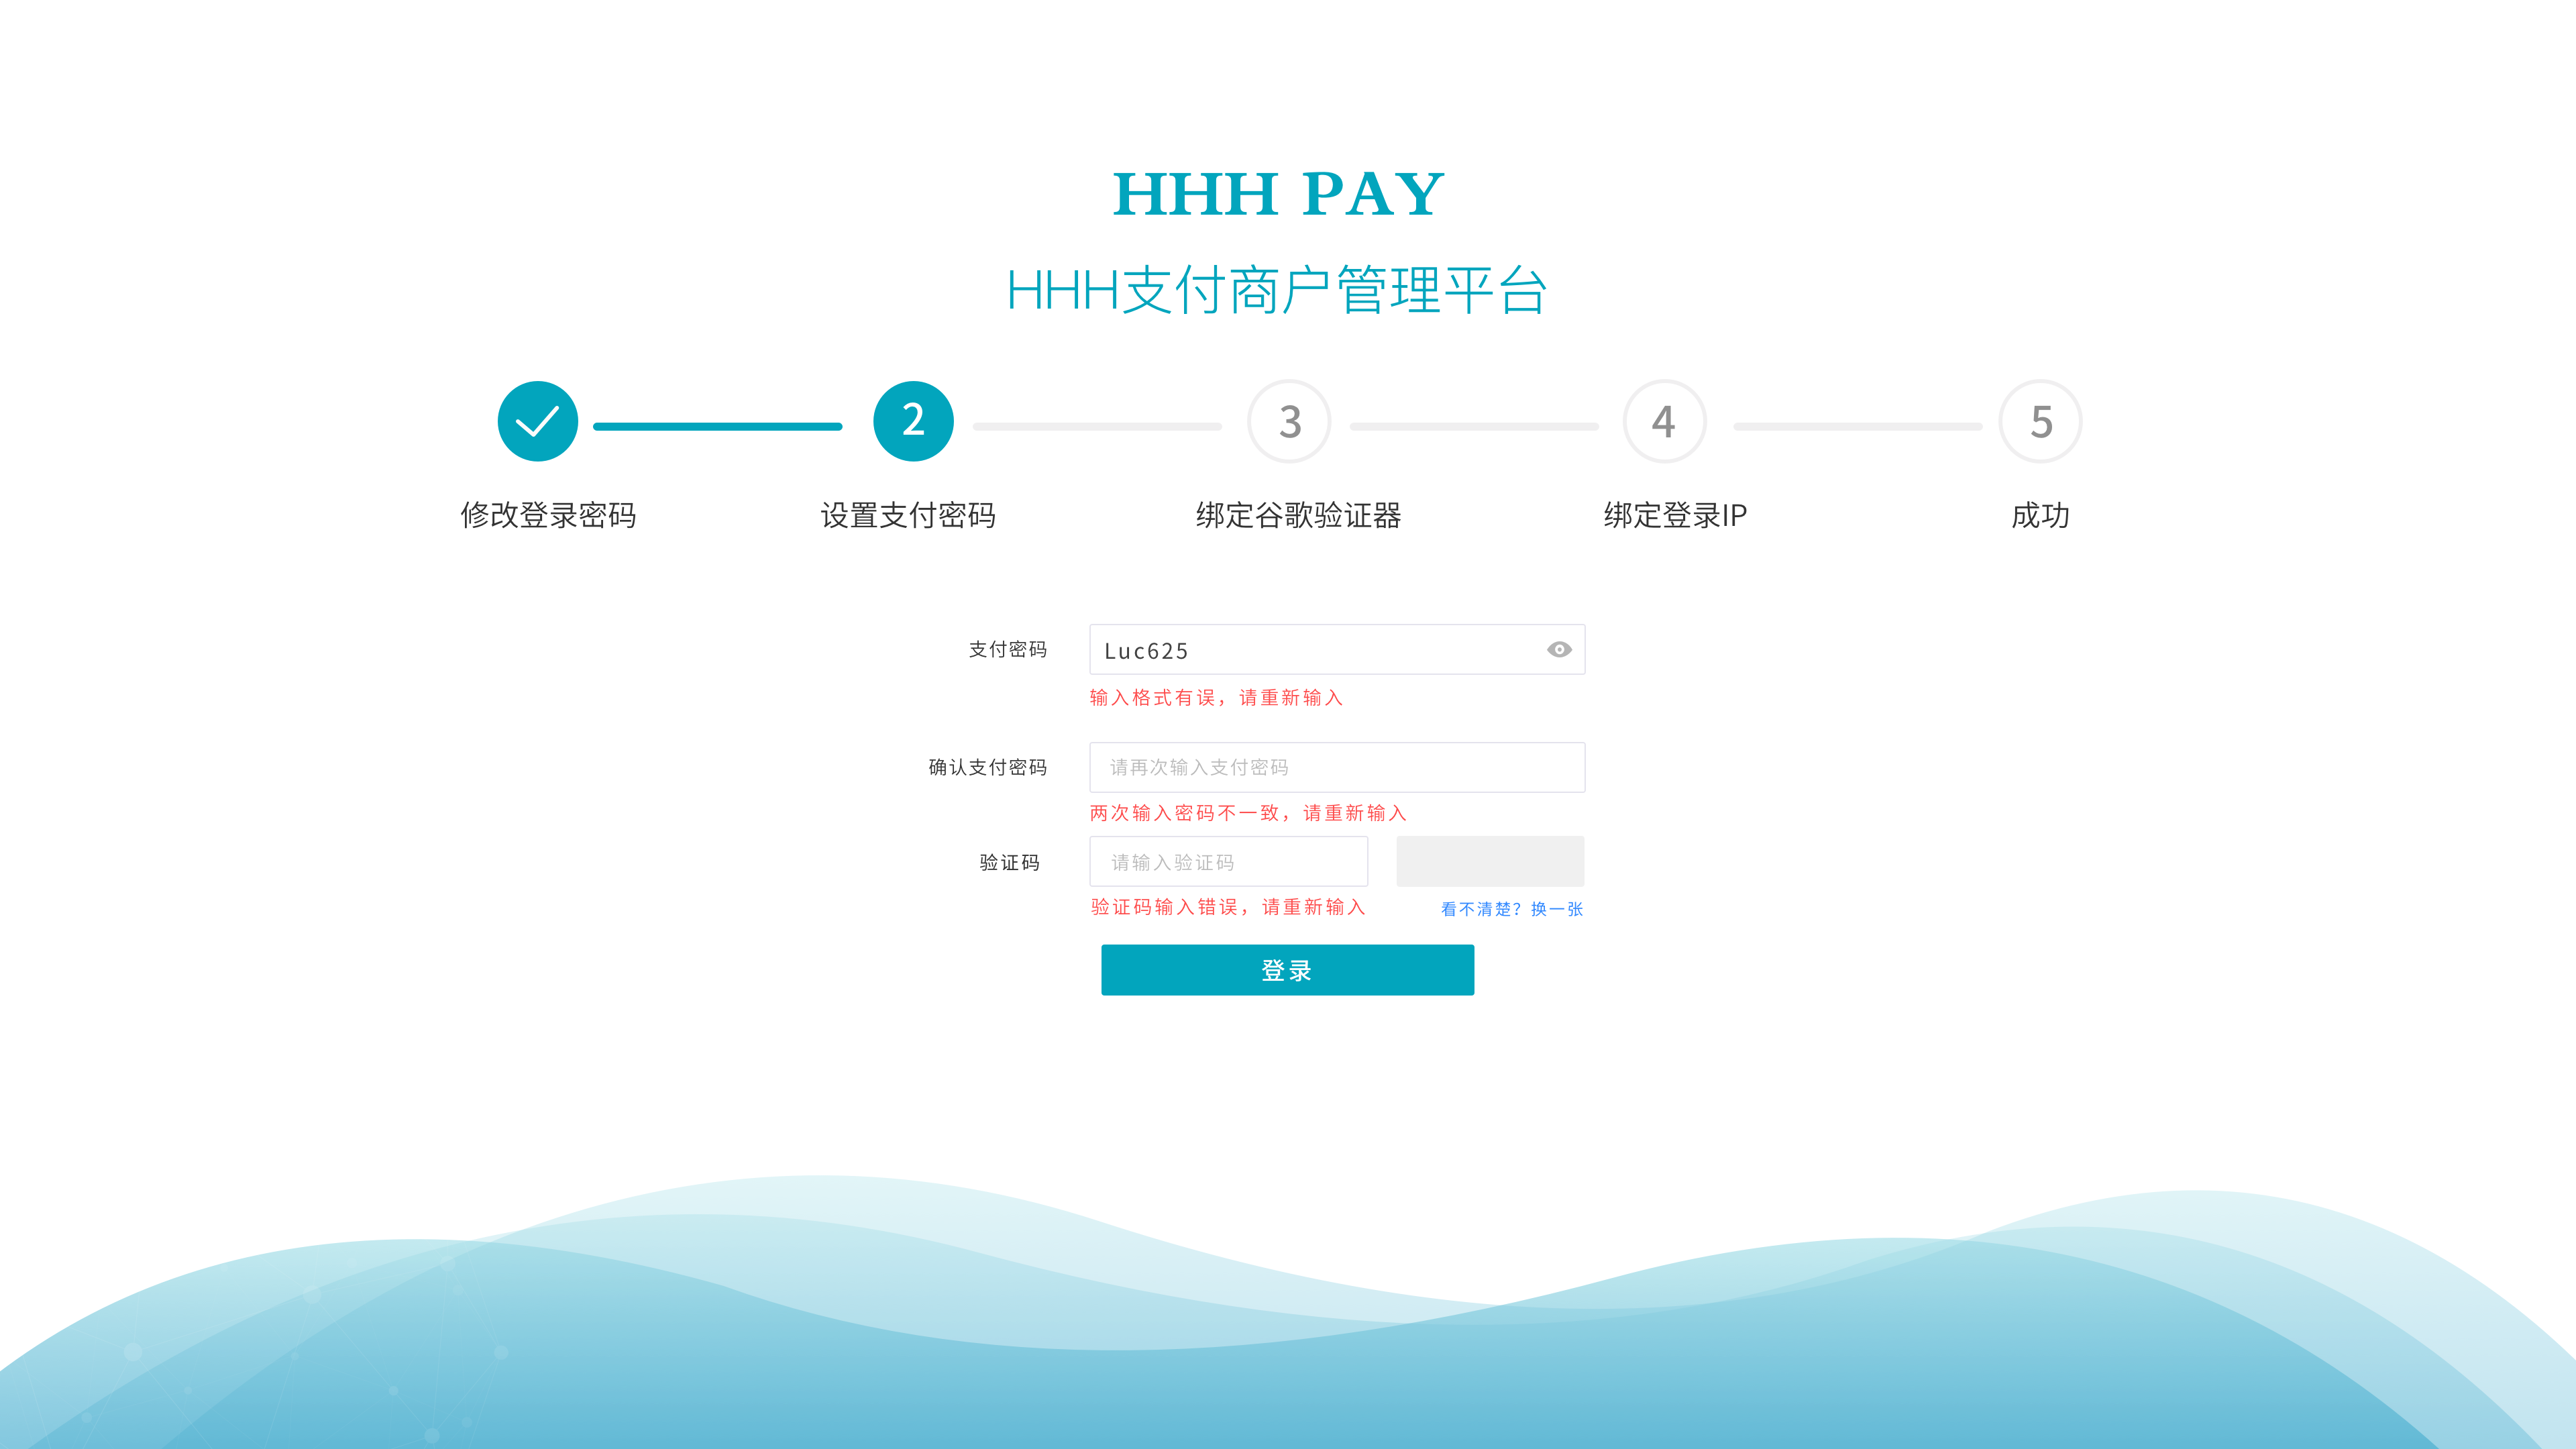 HHH PAY
HHH支付商户管理平台
2 3 4 5
修改登录密码 设置支付密码 绑定谷歌验证器 绑定登录IP 成功
支付密码 Luc625
输入格式有误，请重新输入
确认支付密码 请再次输入支付密码
两次输入密码不一致，请重新输入
验证码 请输入验证码
验证码输入错误，请重新输入 看不清楚？换一张
登录